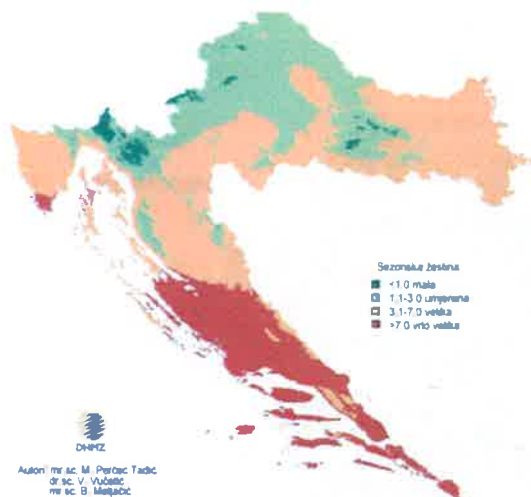 Sezonska žestina
<1.0 mala
1,1-3.0 umjerena
3,1-7,0 velika
>7.0 vrlo velika
DHMZ
Autori mr.sc. M. Perčec Tadić
dr.sc. V. Vučetić
mr.sc. B. Matjačić